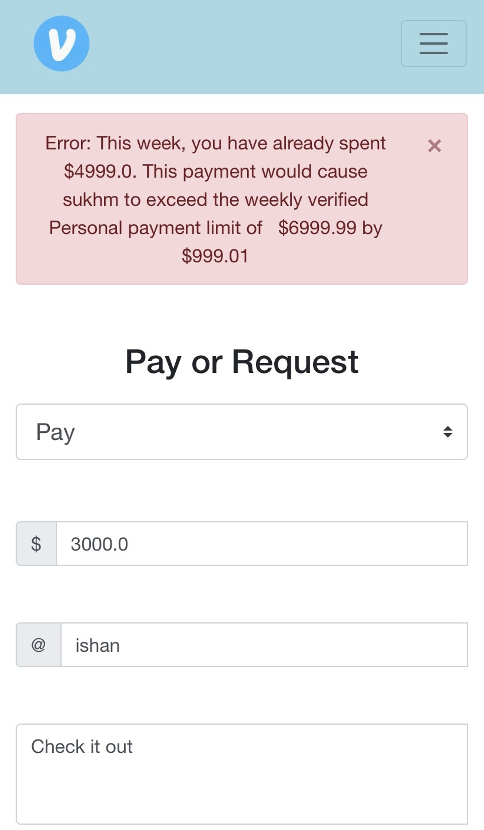 V
Error: This week, you have already spent
$4999.0. This payment would cause
sukhm to exceed the weekly verified
Personal payment limit of $6999.99 by
$999.01
×
Pay or Request
Pay
$ 3000.0
@ ishan
Check it out